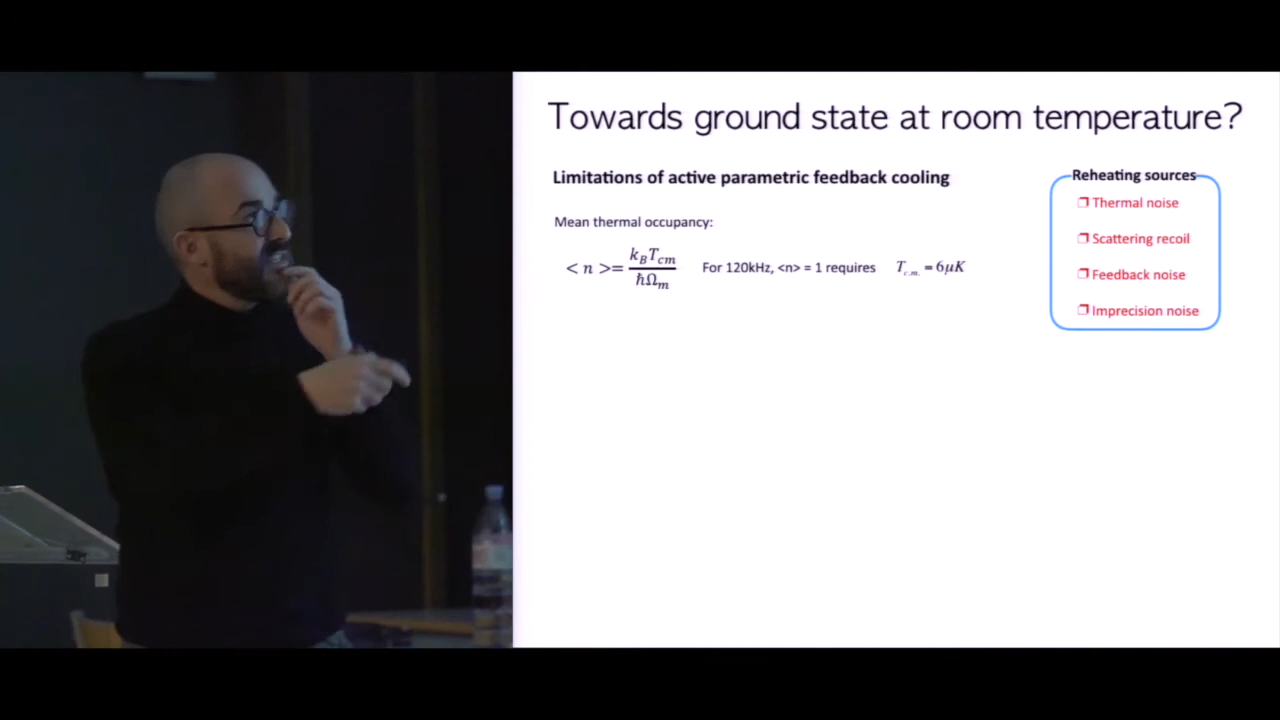 Towards ground state at room temperature?
Limitations of active parametric feedback cooling
Mean thermal occupancy:
< n >= k_B T_cm / ħΩ_m For 120kHz, <n> = 1 requires T_c.m. = 6μK
Reheating sources
❒ Thermal noise
❒ Scattering recoil
❒ Feedback noise
❒ Imprecision noise